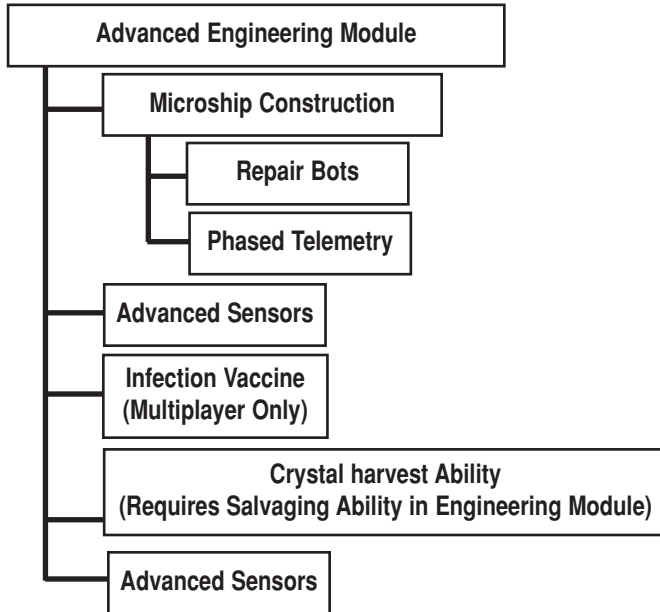 Advanced Engineering Module
Microship Construction
Repair Bots
Phased Telemetry
Advanced Sensors
Infection Vaccine
(Multiplayer Only)
Crystal harvest Ability
(Requires Salvaging Ability in Engineering Module)
Advanced Sensors